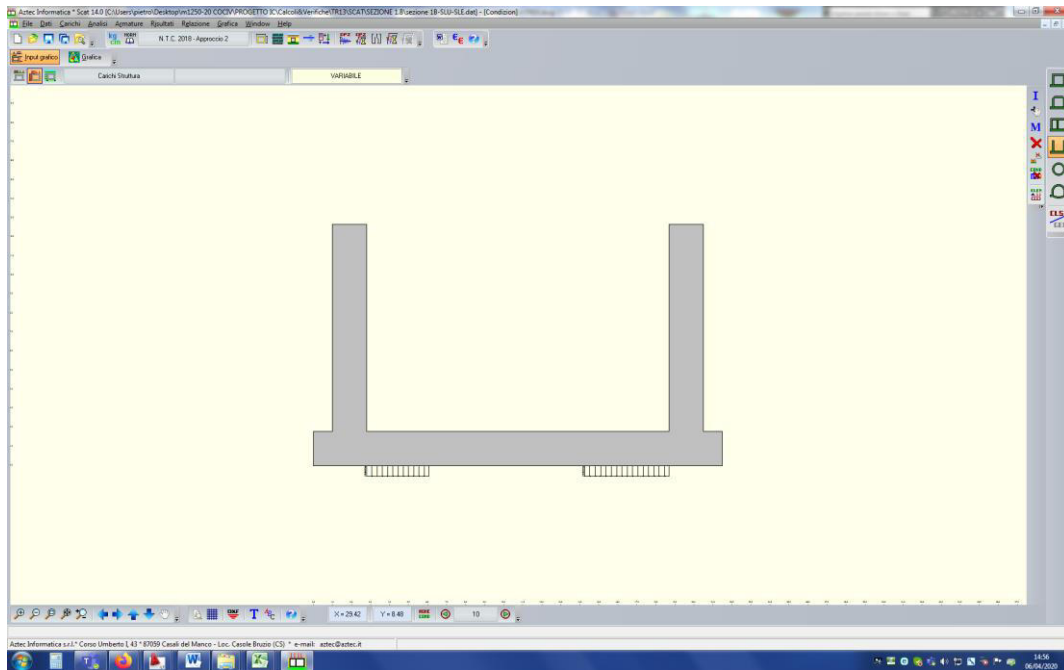 Aztec Informatica * Scat 14.0 [C:\Users\pietro\Desktop\m1250-20 COCIV\PROGETTO IC\Calcoli&Verifiche\TR13\SCAT\SEZIONE 1.8\sezione 1B-SLU-SLE.dat] - [Condizioni]
File Dati Carichi Analisi Armature Risultati Relazione Grafica Window Help
N.T.C. 2018 - Approccio 2
Input grafico Grafica
Carichi Struttura VARIABILE
I
M
CLS
T X = 29.42 Y = 8.48 10
Aztec Informatica s.r.l.* Corso Umberto I, 43 * 87059 Casali del Manco - Loc. Casole Bruzio (CS) * e-mail: aztec@aztec.it
14:56
06/04/2020